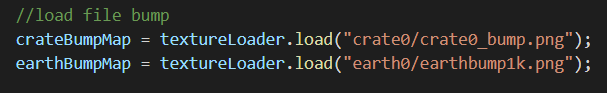 //load file bump
crateBumpMap = textureLoader.load("crate0/crate0_bump.png");
earthBumpMap = textureLoader.load("earth0/earthbump1k.png");